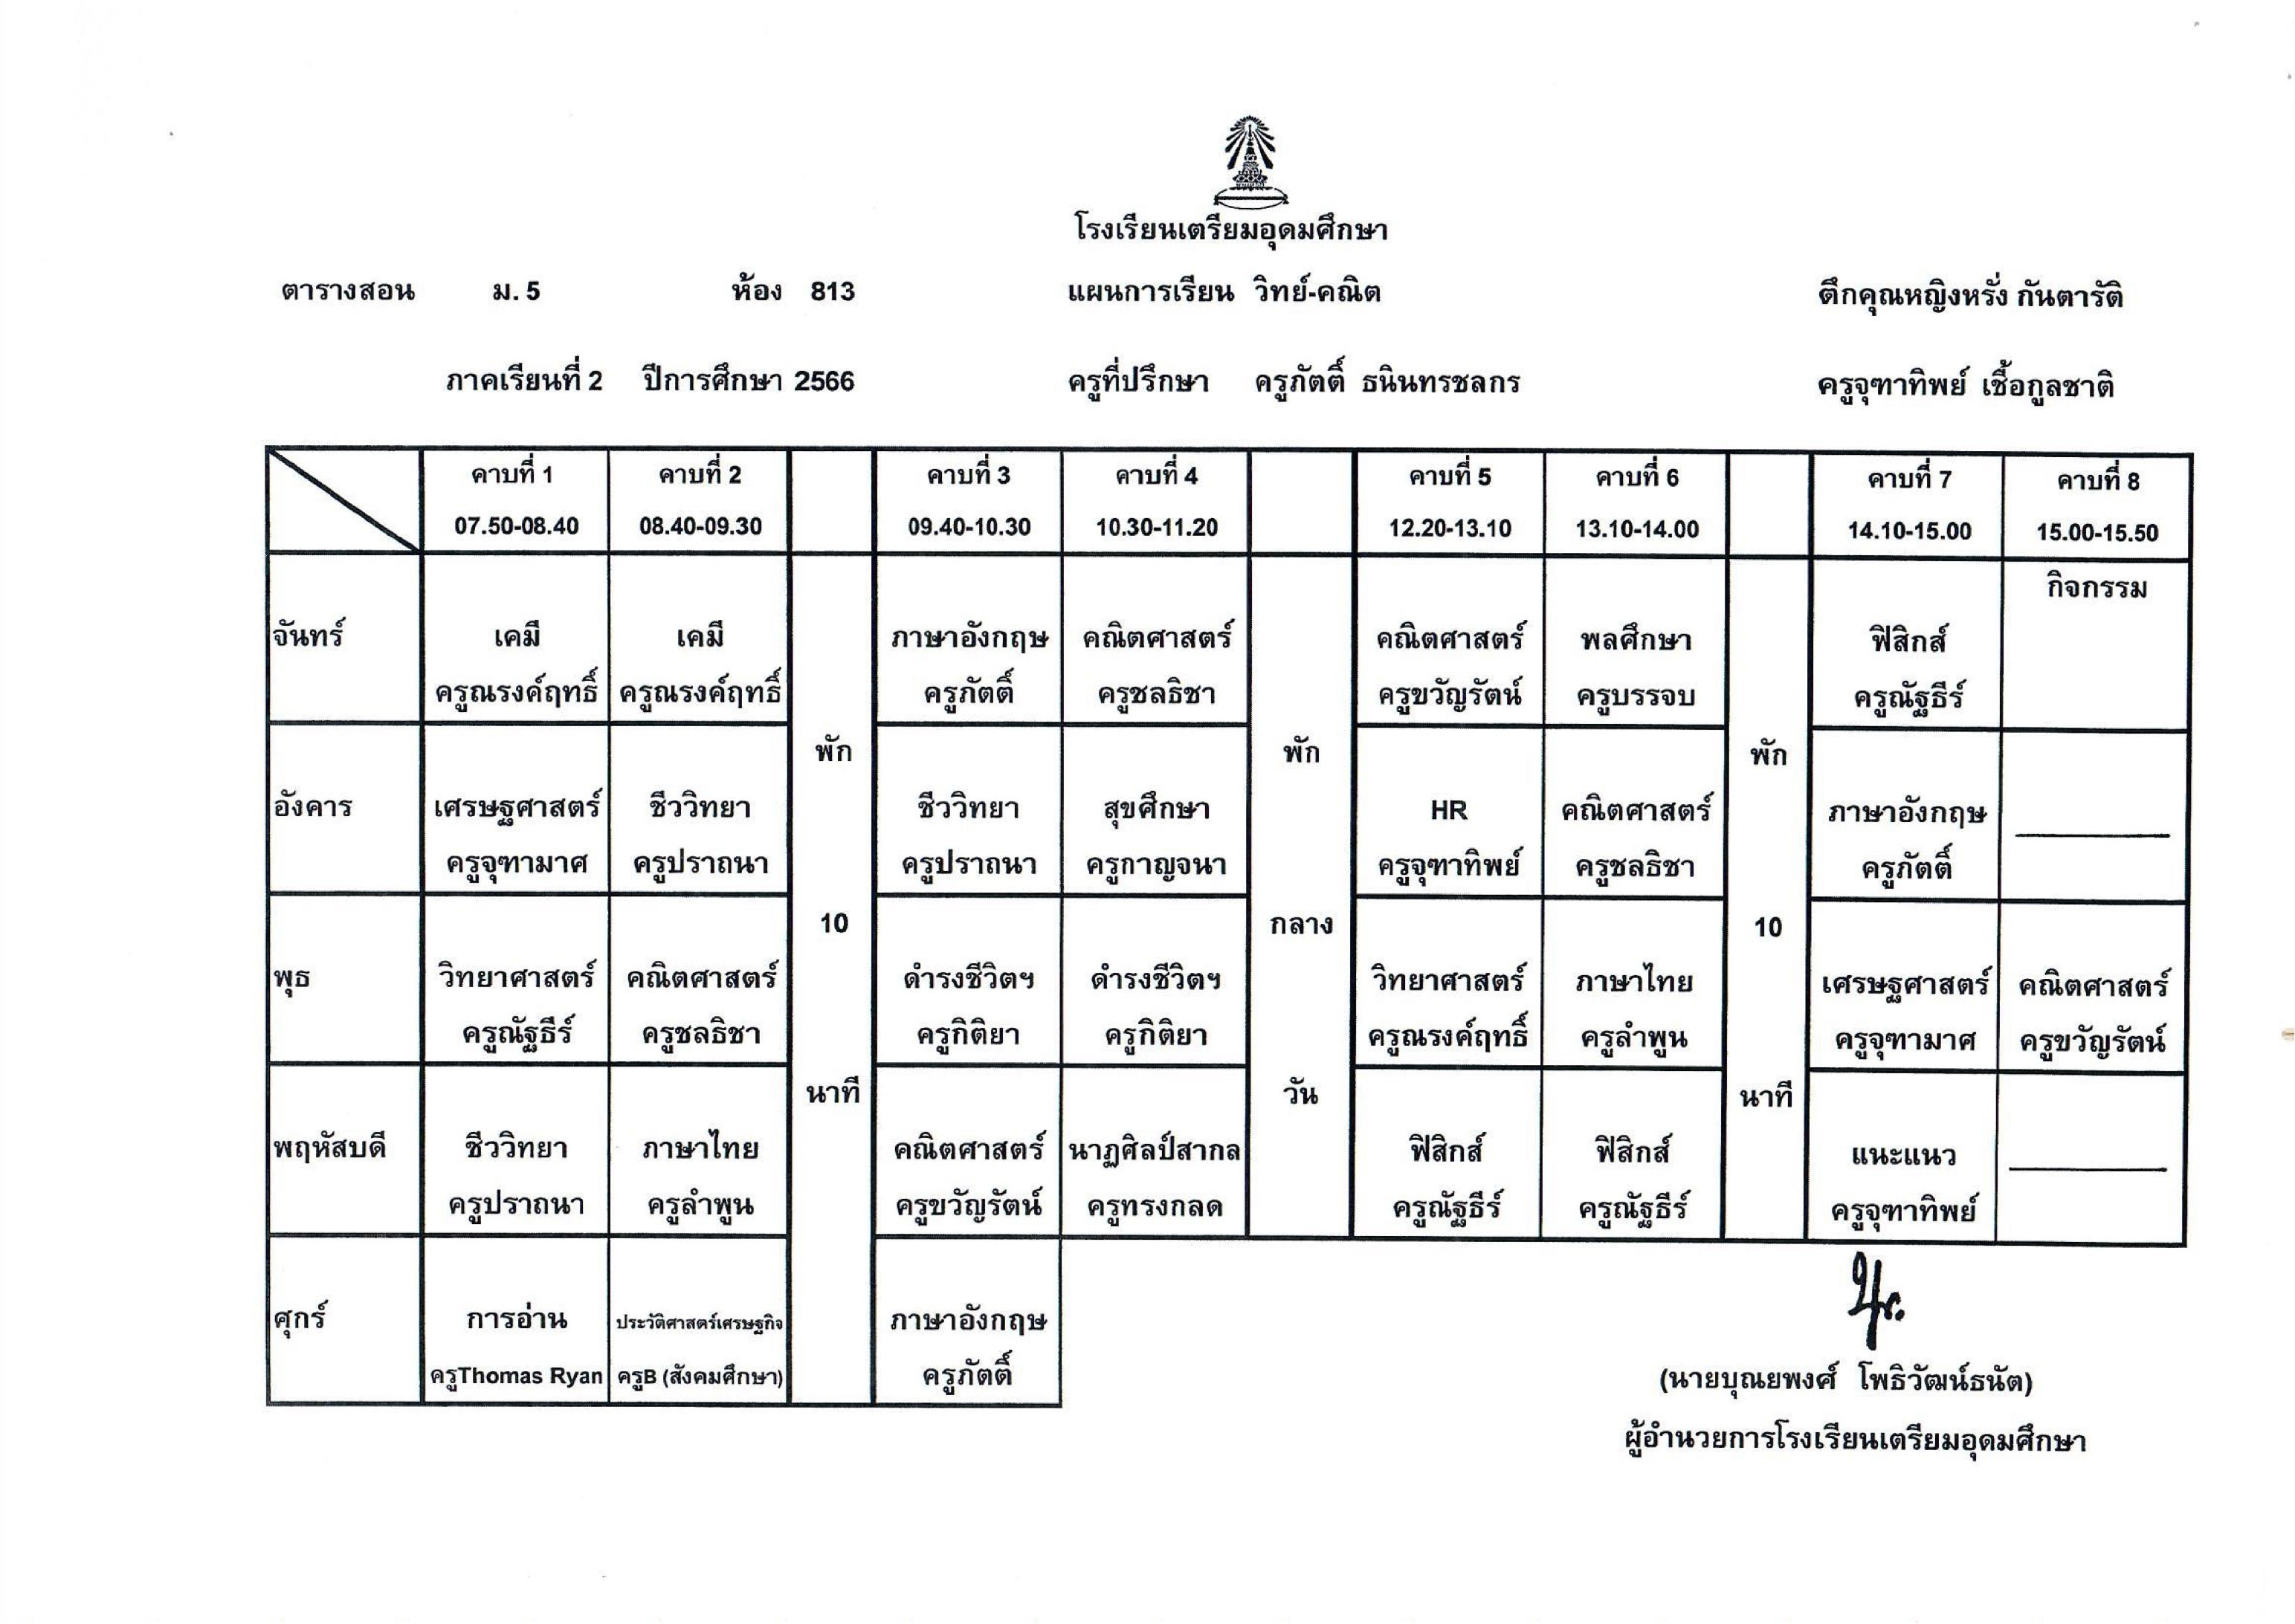 โรงเรียนเตรียมอุดมศึกษา
ตารางสอน ม. 5 ห้อง 813 แผนการเรียน วิทย์-คณิต ตึกคุณหญิงหรั่ง กันตารัติ
ภาคเรียนที่ 2 ปีการศึกษา 2566 ครูที่ปรึกษา ครูภัตติ์ ธนินทรชลกร ครูจุฑาทิพย์ เชื้อกูลชาติ
คาบที่ 1 คาบที่ 2 คาบที่ 3 คาบที่ 4 คาบที่ 5 คาบที่ 6 คาบที่ 7 คาบที่ 8
07.50-08.40 08.40-09.30 09.40-10.30 10.30-11.20 12.20-13.10 13.10-14.00 14.10-15.00 15.00-15.50
จันทร์ เคมี เคมี ภาษาอังกฤษ คณิตศาสตร์ คณิตศาสตร์ พลศึกษา ฟิสิกส์ กิจกรรม
ครูณรงค์ฤทธิ์ ครูณรงค์ฤทธิ์ ครูภัตติ์ ครูชลธิชา ครูขวัญรัตน์ ครูบรรจบ ครูณัฐธีร์
พัก พัก พัก
อังคาร เศรษฐศาสตร์ ชีววิทยา ชีววิทยา สุขศึกษา HR คณิตศาสตร์ ภาษาอังกฤษ
ครูจุฑามาศ ครูปราถนา ครูปราถนา ครูกาญจนา ครูจุฑาทิพย์ ครูชลธิชา ครูภัตติ์
10 กลาง 10
พุธ วิทยาศาสตร์ คณิตศาสตร์ ดำรงชีวิตฯ ดำรงชีวิตฯ วิทยาศาสตร์ ภาษาไทย เศรษฐศาสตร์ คณิตศาสตร์
ครูณัฐธีร์ ครูชลธิชา ครูกิติยา ครูกิติยา ครูณรงค์ฤทธิ์ ครูลำพูน ครูจุฑามาศ ครูขวัญรัตน์
นาที วัน นาที
พฤหัสบดี ชีววิทยา ภาษาไทย คณิตศาสตร์ นาฏศิลป์สากล ฟิสิกส์ ฟิสิกส์ แนะแนว
ครูปราถนา ครูลำพูน ครูขวัญรัตน์ ครูทรงกลด ครูณัฐธีร์ ครูณัฐธีร์ ครูจุฑาทิพย์
ศุกร์ การอ่าน ประวัติศาสตร์เศรษฐกิจ ภาษาอังกฤษ
ครูThomas Ryan ครูB (สังคมศึกษา) ครูภัตติ์
(นายบุณยพงศ์ โพธิวัฒน์ธนัต)
ผู้อำนวยการโรงเรียนเตรียมอุดมศึกษา